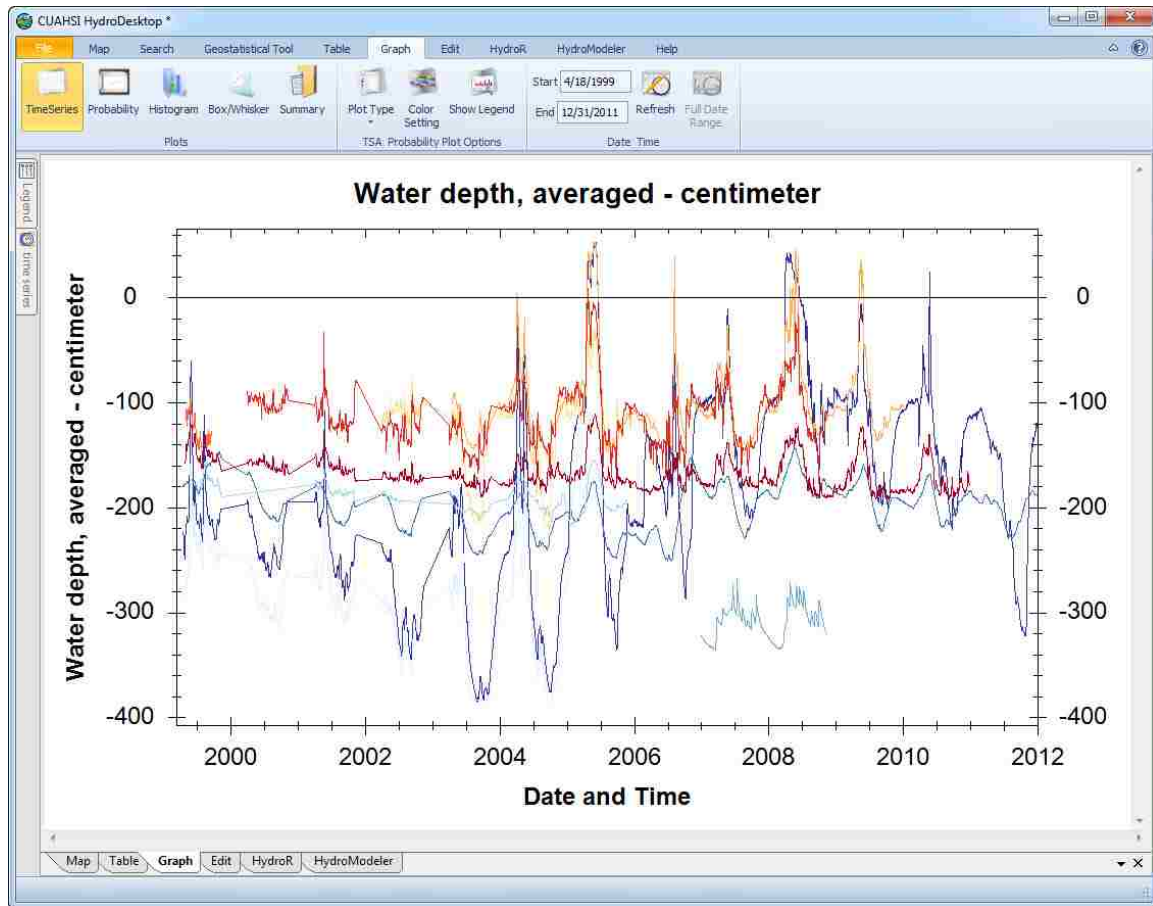 CUAHSI HydroDesktop *
File Map Search Geostatistical Tool Table Graph Edit HydroR HydroModeler Help
TimeSeries Probability Histogram Box/Whisker Summary
Plot Type Color Setting Show Legend
Start 4/18/1999
End 12/31/2011
Refresh Full Date Range
Plots TSA: Probability Plot Options Date Time
Legend
time series
Water depth, averaged - centimeter
Water depth, averaged - centimeter
0 0
-100 -100
-200 -200
-300 -300
-400 -400
2000 2002 2004 2006 2008 2010 2012
Date and Time
Map Table Graph Edit HydroR HydroModeler